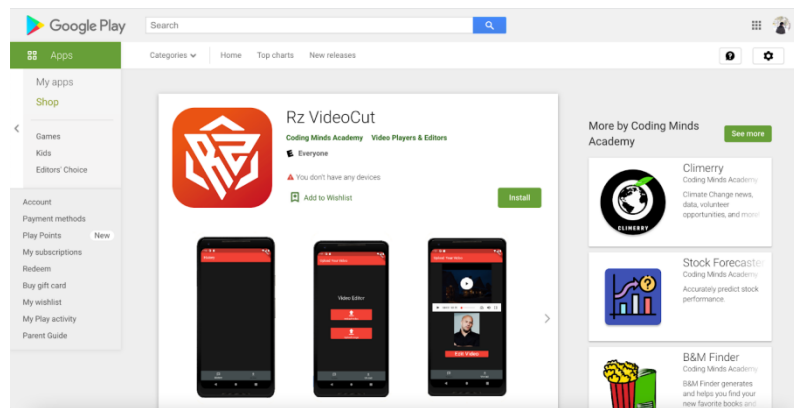 Google Play
Search
Apps
Categories
Home
Top charts
New releases
My apps
Shop
Games
Kids
Editors' Choice
Account
Payment methods
Play Points
New
My subscriptions
Redeem
Buy gift card
My wishlist
My Play activity
Parent Guide
RZ
Rz VideoCut
Coding Minds Academy Video Players & Editors
E Everyone
You don't have any devices
Add to Wishlist
Install
Video Editor
Edit Video
More by Coding Minds
Academy
See more
CLIMERRY
Climerry
Coding Minds Academy
Climate Change news,
data, volunteer
opportunities, and more!
Stock Forecaster
Coding Minds Academy
Accurately predict stock
performance.
B&M Finder
Coding Minds Academy
B&M Finder generates
and helps you find your
new favorite books and